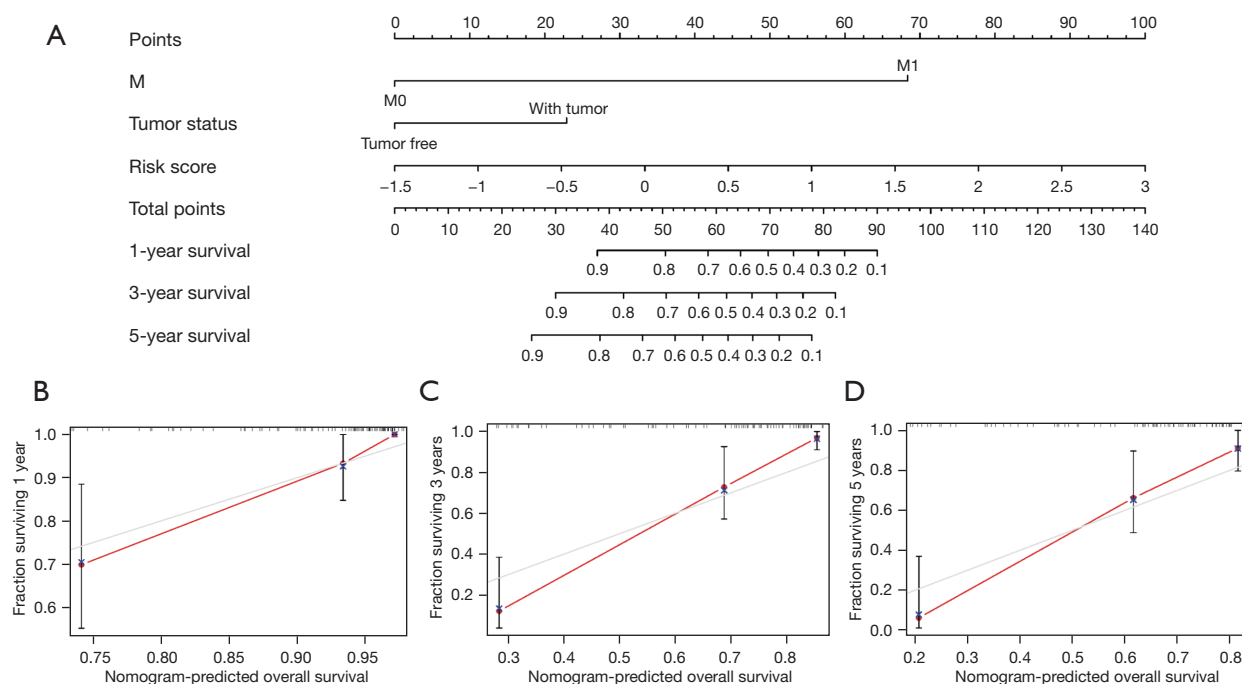 A
Points
0 10 20 30 40 50 60 70 80 90 100
M
M0
M1
Tumor status
Tumor free
With tumor
Risk score
−1.5 −1 −0.5 0 0.5 1 1.5 2 2.5 3
Total points
0 10 20 30 40 50 60 70 80 90 100 110 120 130 140
1-year survival
0.9 0.8 0.7 0.6 0.5 0.4 0.3 0.2 0.1
3-year survival
0.9 0.8 0.7 0.6 0.5 0.4 0.3 0.2 0.1
5-year survival
0.9 0.8 0.7 0.6 0.5 0.4 0.3 0.2 0.1
B
Fraction surviving 1 year
1.0
0.9
0.8
0.7
0.6
0.75 0.80 0.85 0.90 0.95
Nomogram-predicted overall survival
C
Fraction surviving 3 years
1.0
0.8
0.6
0.4
0.2
0.3 0.4 0.5 0.6 0.7 0.8
Nomogram-predicted overall survival
D
Fraction surviving 5 years
1.0
0.8
0.6
0.4
0.2
0.0
0.2 0.3 0.4 0.5 0.6 0.7 0.8
Nomogram-predicted overall survival